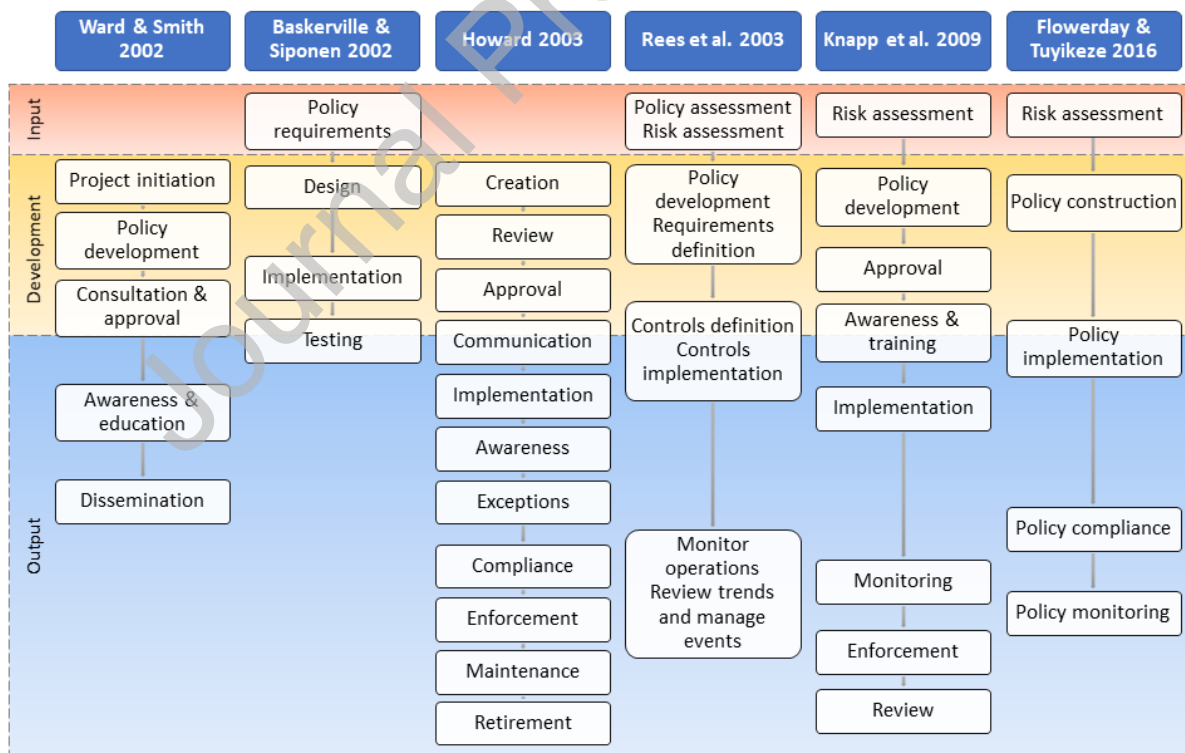 Ward & Smith
2002
Baskerville &
Siponen 2002
Howard 2003
Rees et al. 2003
Knapp et al. 2009
Flowerday &
Tuyikeze 2016
Input
Policy
requirements
Policy assessment
Risk assessment
Risk assessment
Risk assessment
Development
Project initiation
Policy
development
Consultation &
approval
Design
Implementation
Testing
Creation
Review
Approval
Communication
Policy
development
Requirements
definition
Controls definition
Controls
implementation
Policy
development
Approval
Awareness &
training
Policy construction
Policy
implementation
Output
Awareness &
education
Dissemination
Implementation
Awareness
Exceptions
Compliance
Enforcement
Maintenance
Retirement
Monitor
operations
Review trends
and manage
events
Implementation
Monitoring
Enforcement
Review
Policy compliance
Policy monitoring
Journal Pr